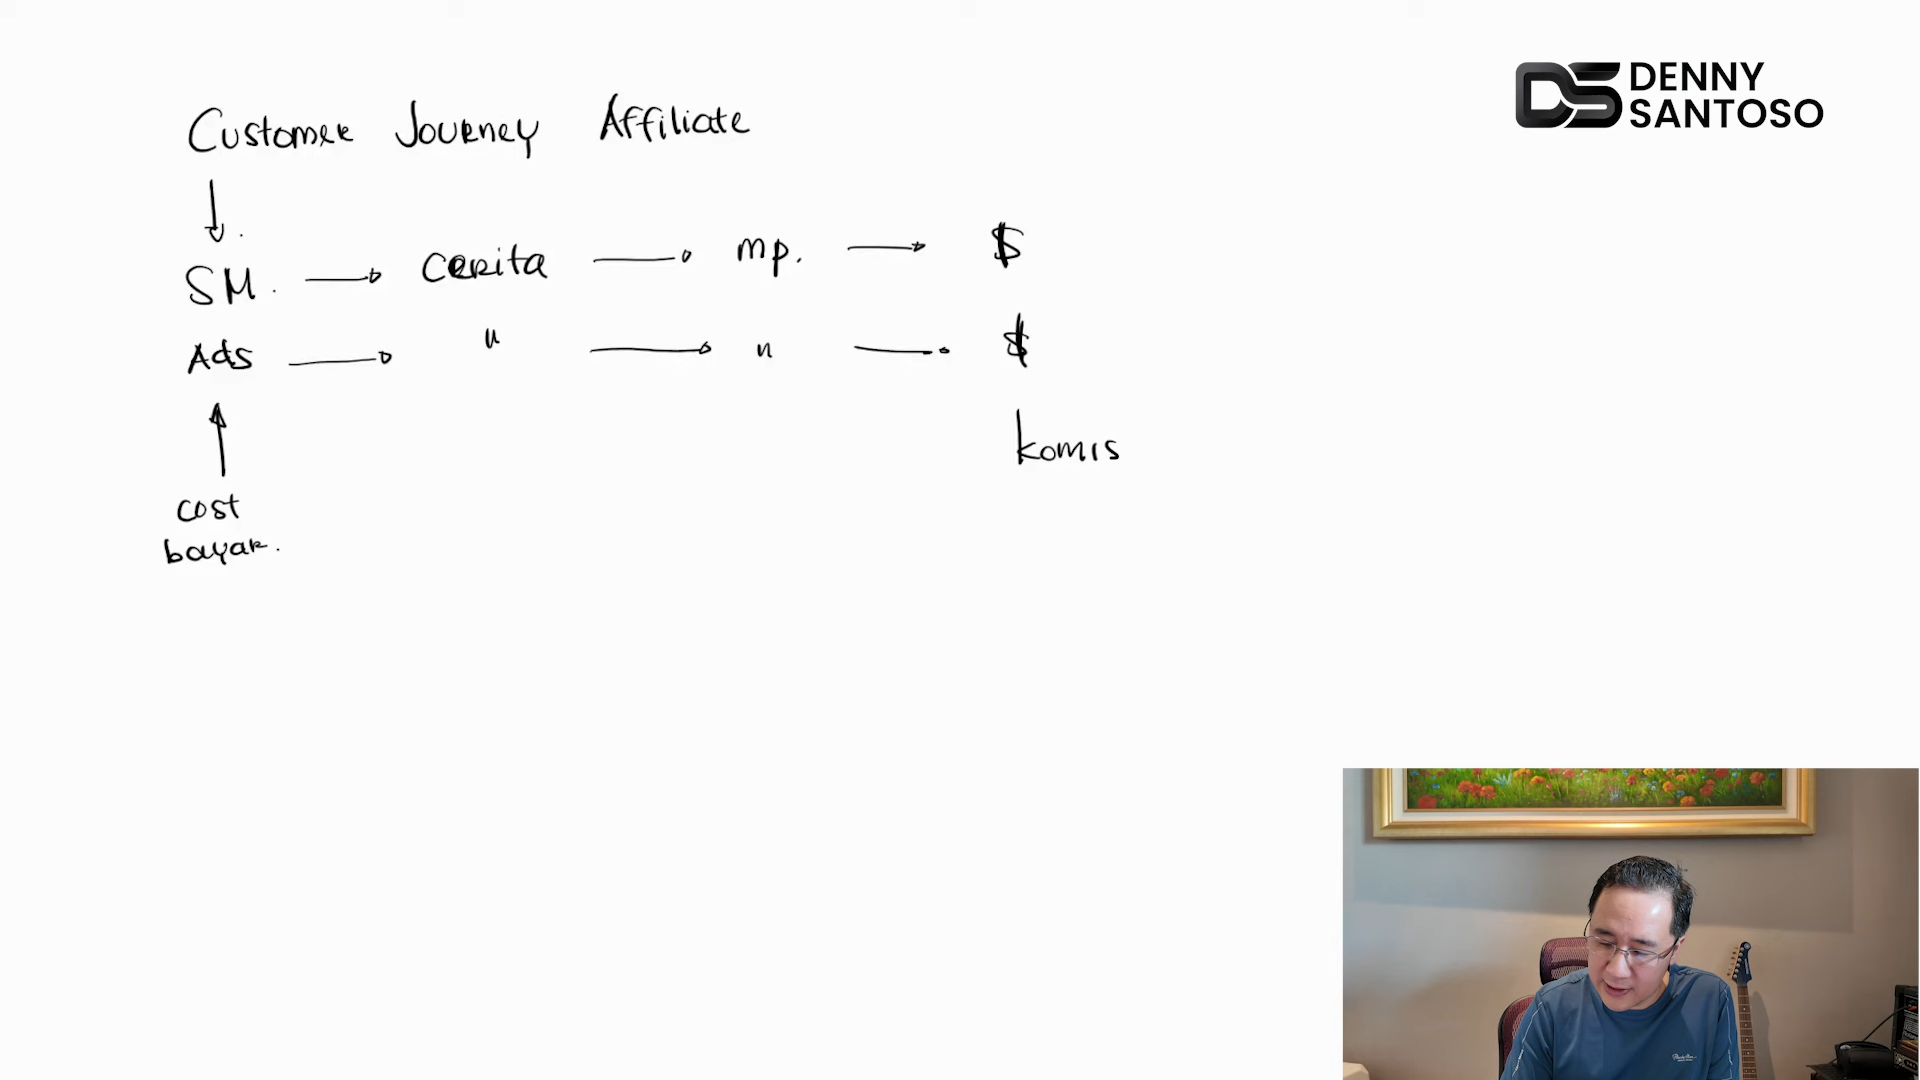 DENNY
SANTOSO
Customer Journey Affiliate
SM. cerita mp. $
Ads " " $
komis
cost
bayar.